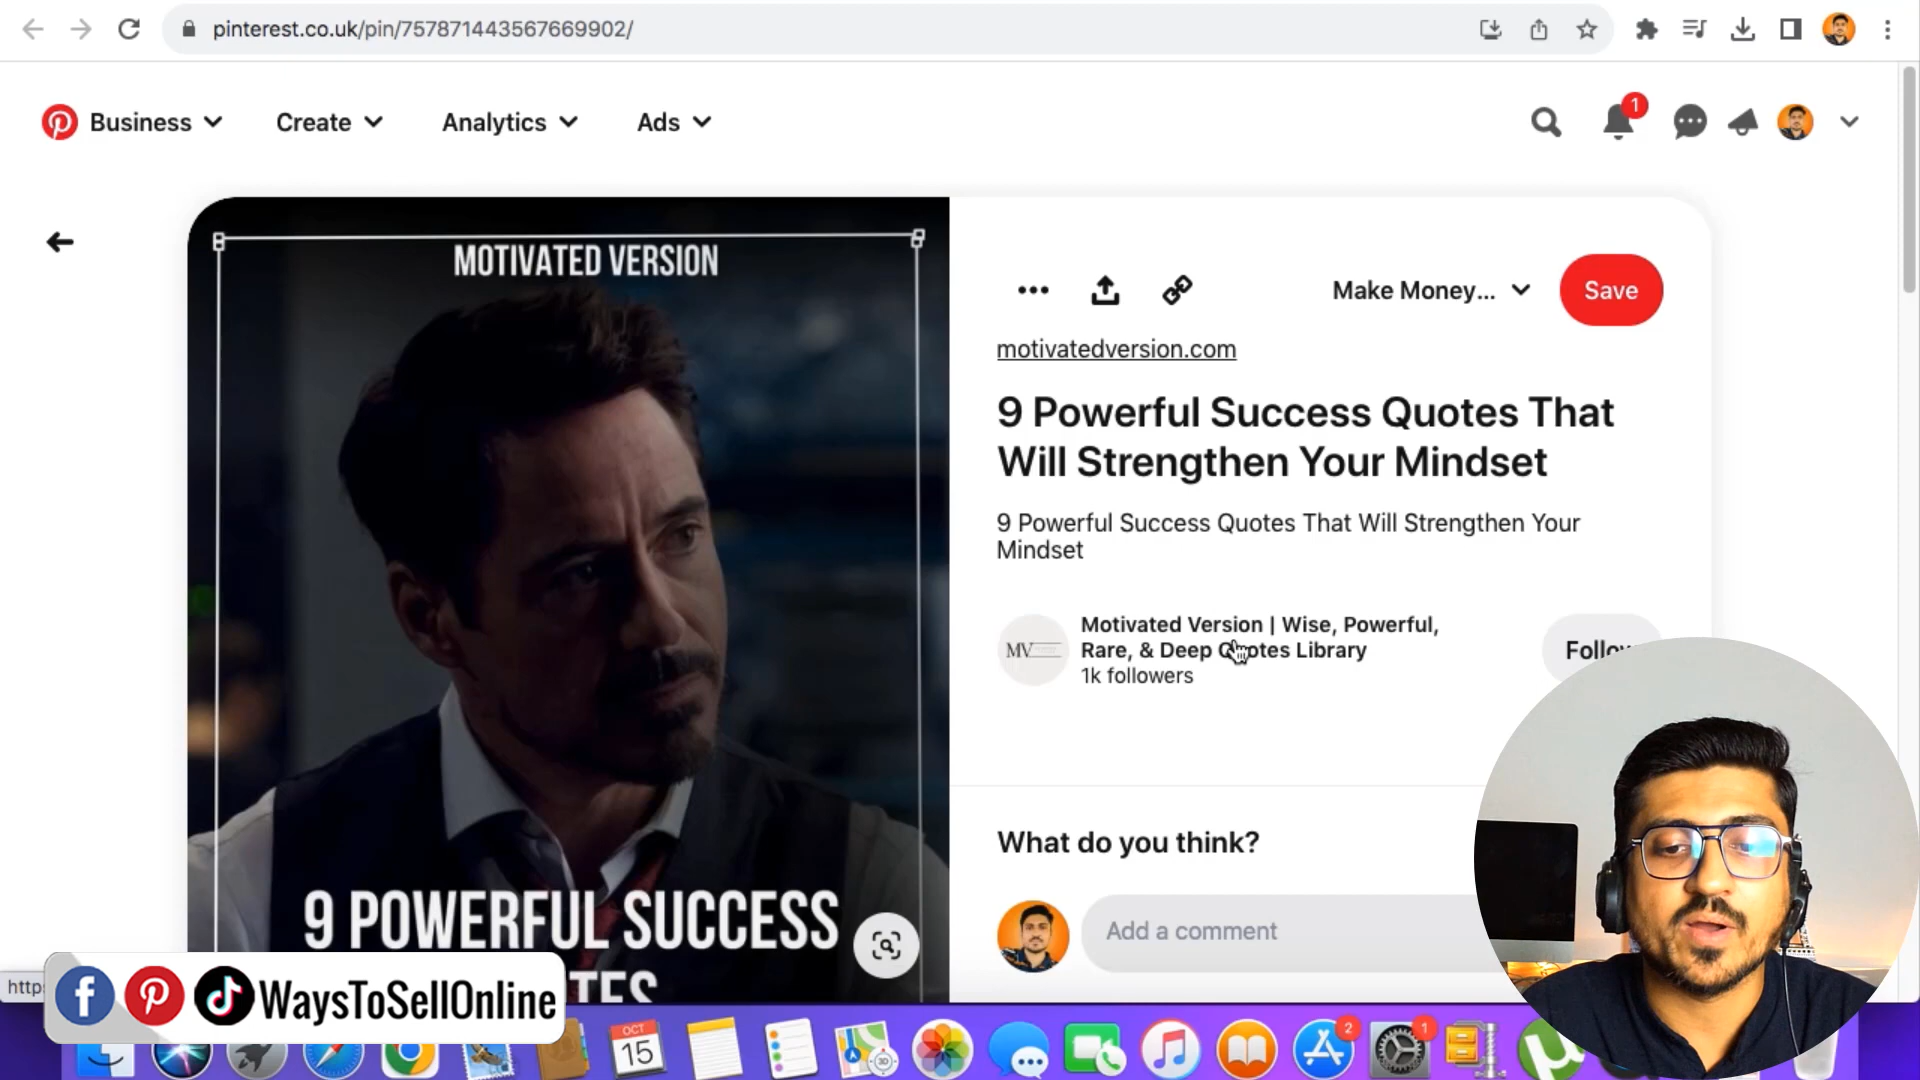 pinterest.co.uk/pin/757871443567669902/
Business
Create
Analytics
Ads
1
MOTIVATED VERSION
Make Money...
Save
motivatedversion.com
9 Powerful Success Quotes That
Will Strengthen Your Mindset
9 Powerful Success Quotes That Will Strengthen Your
Mindset
MV
Motivated Version | Wise, Powerful,
Rare, & Deep Quotes Library
1k followers
What do you think?
Add a comment
9 POWERFUL SUCCESS
WaysToSellOnline
OCT
15
3D
2
1